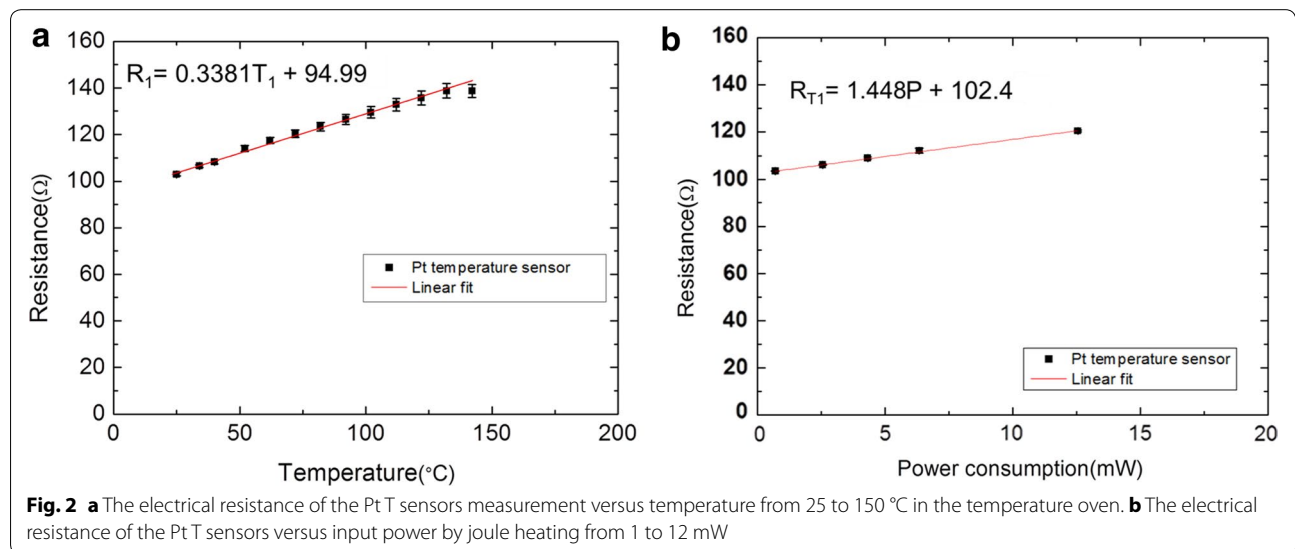 a
R₁= 0.3381T₁ + 94.99
Resistance(Ω)
160
140
120
100
80
60
40
20
0
Pt temperature sensor
Linear fit
0 50 100 150 200
Temperature(°C)
b
R_T1= 1.448P + 102.4
Resistance(Ω)
160
140
120
100
80
60
40
20
0
Pt temperature sensor
Linear fit
0 5 10 15 20
Power consumption(mW)
Fig. 2 a The electrical resistance of the Pt T sensors measurement versus temperature from 25 to 150 °C in the temperature oven. b The electrical
resistance of the Pt T sensors versus input power by joule heating from 1 to 12 mW